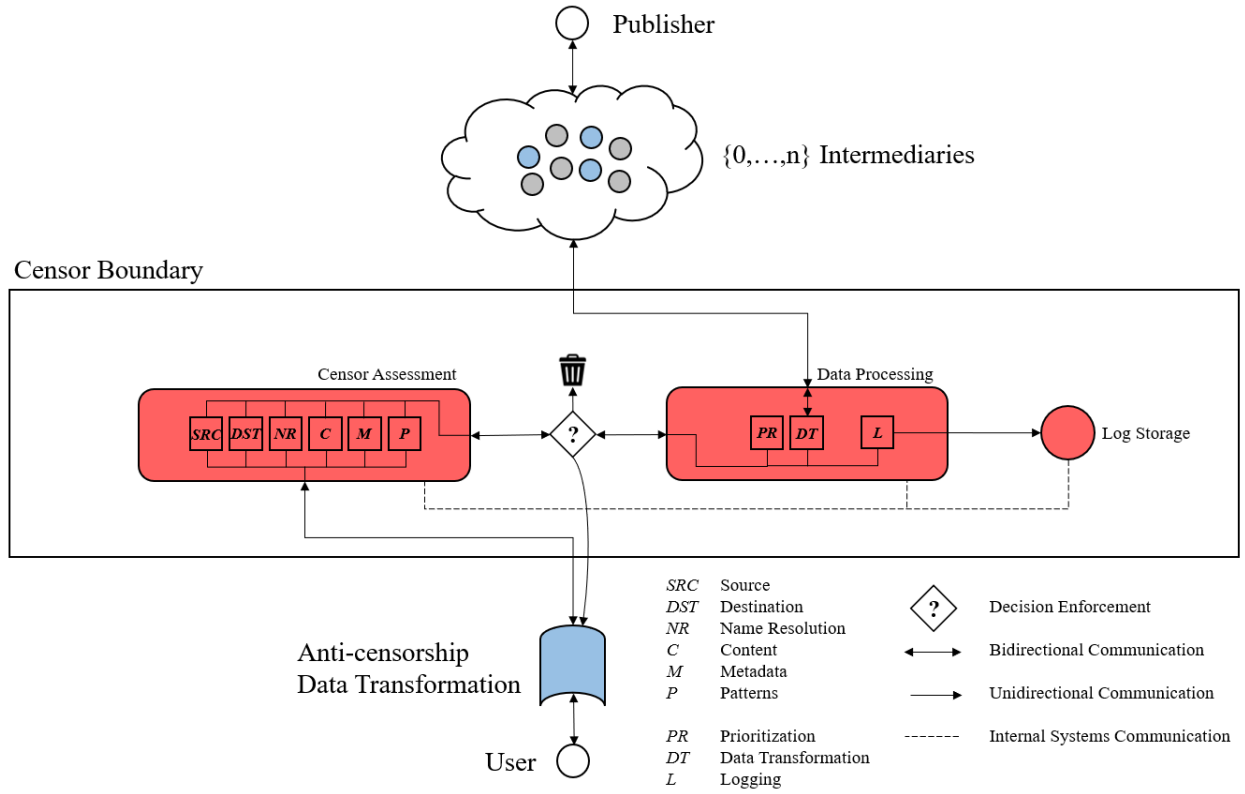 Publisher
{0,…,n} Intermediaries
Censor Boundary
Censor Assessment
Data Processing
SRC DST NR C M P
?
PR DT L
Log Storage
Anti-censorship
Data Transformation
User
SRC Source
DST Destination
NR Name Resolution
C Content
M Metadata
P Patterns
PR Prioritization
DT Data Transformation
L Logging
? Decision Enforcement
Bidirectional Communication
Unidirectional Communication
Internal Systems Communication